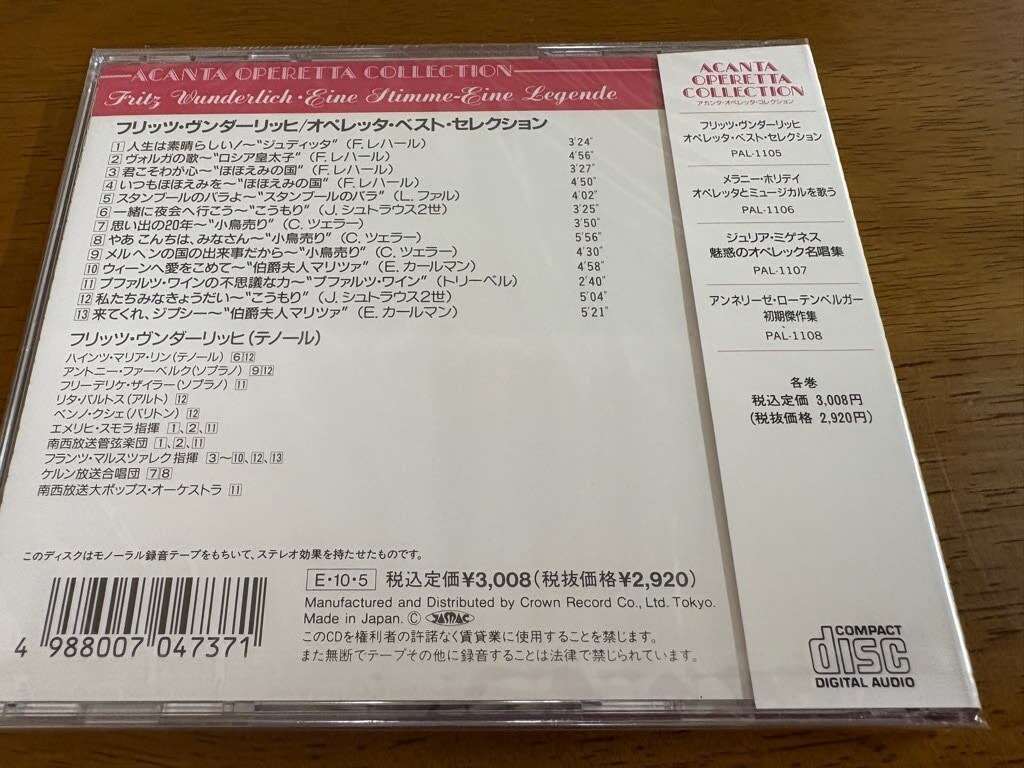 ACANTA OPERETTA COLLECTION
Fritz Wunderlich・Eine Stimme-Eine Legende
フリッツ・ヴンダーリッヒ/オペレッタ・ベスト・セレクション
1 人生は素晴らしい!〜“ジュディッタ”(F. レハール) 3'24"
2 ヴォルガの歌〜“ロシア皇太子”(F. レハール) 4'56"
3 君こそわが心〜“ほほえみの国”(F. レハール) 3'27"
4 いつもほほえみを〜“ほほえみの国”(F. レハール) 4'50"
5 スタンブールのバラよ〜“スタンブールのバラ”(L. ファル) 4'02"
6 一緒に夜会へ行こう〜“こうもり”(J. シュトラウス2世) 3'25"
7 思い出の20年〜“小鳥売り”(C. ツェラー) 3'50"
8 やあ こんちは、みなさん〜“小鳥売り”(C. ツェラー) 5'56"
9 メルヘンの国の出来事だから〜“小鳥売り”(C. ツェラー) 4'30"
10 ウィーンへ愛をこめて〜“伯爵夫人マリツァ”(E. カールマン) 4'58"
11 プファルツ・ワインの不思議な力〜“プファルツ・ワイン”(トリーベル) 2'40"
12 私たちみなきょうだい〜“こうもり”(J. シュトラウス2世) 5'04"
13 来てくれ、ジプシー〜“伯爵夫人マリツァ”(E. カールマン) 5'21"
フリッツ・ヴンダーリッヒ(テノール)
ハインツ・マリア・リン(テノール) 6 12
アントニー・ファーベルク(ソプラノ) 9 12
フリーデリケ・ザイラー(ソプラノ) 11
リタ・バルトス(アルト) 12
ベンノ・クシェ(バリトン) 12
エメリヒ・スモラ指揮 1、2、11
南西放送管弦楽団 1、2、11
フランツ・マルスツァレク指揮 3〜10、12、13
ケルン放送合唱団 7 8
南西放送大ポップス・オーケストラ 11
このディスクはモノーラル録音テープをもちいて、ステレオ効果を持たせたものです。
E・10・5 税込定価¥3,008(税抜価格¥2,920)
Manufactured and Distributed by Crown Record Co., Ltd. Tokyo.
Made in Japan. Ⓒ JASRAC
このCDを権利者の許諾なく賃貸業に使用することを禁じます。
また無断でテープその他に録音することは法律で禁じられています。
4 988007 047371
ACANTA
OPERETTA
COLLECTION
アカンタ・オペレッタ・コレクション
フリッツ・ヴンダーリッヒ
オペレッタ・ベスト・セレクション
PAL-1105
メラニー・ホリデイ
オペレッタとミュージカルを歌う
PAL-1106
ジュリア・ミゲネス
魅惑のオペレック名唱集
PAL-1107
アンネリーゼ・ローテンベルガー
初期傑作集
PAL-1108
各巻
税込定価 3,008円
(税抜価格 2,920円)
COMPACT
disc
DIGITAL AUDIO